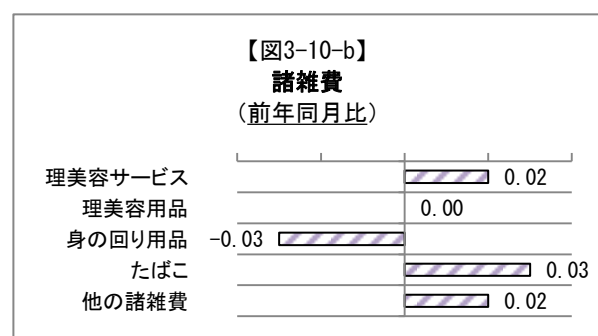 【図3-10-b】
諸雑費
（前年同月比）
理美容サービス 0.02
理美容用品 0.00
身の回り用品 -0.03
たばこ 0.03
他の諸雑費 0.02